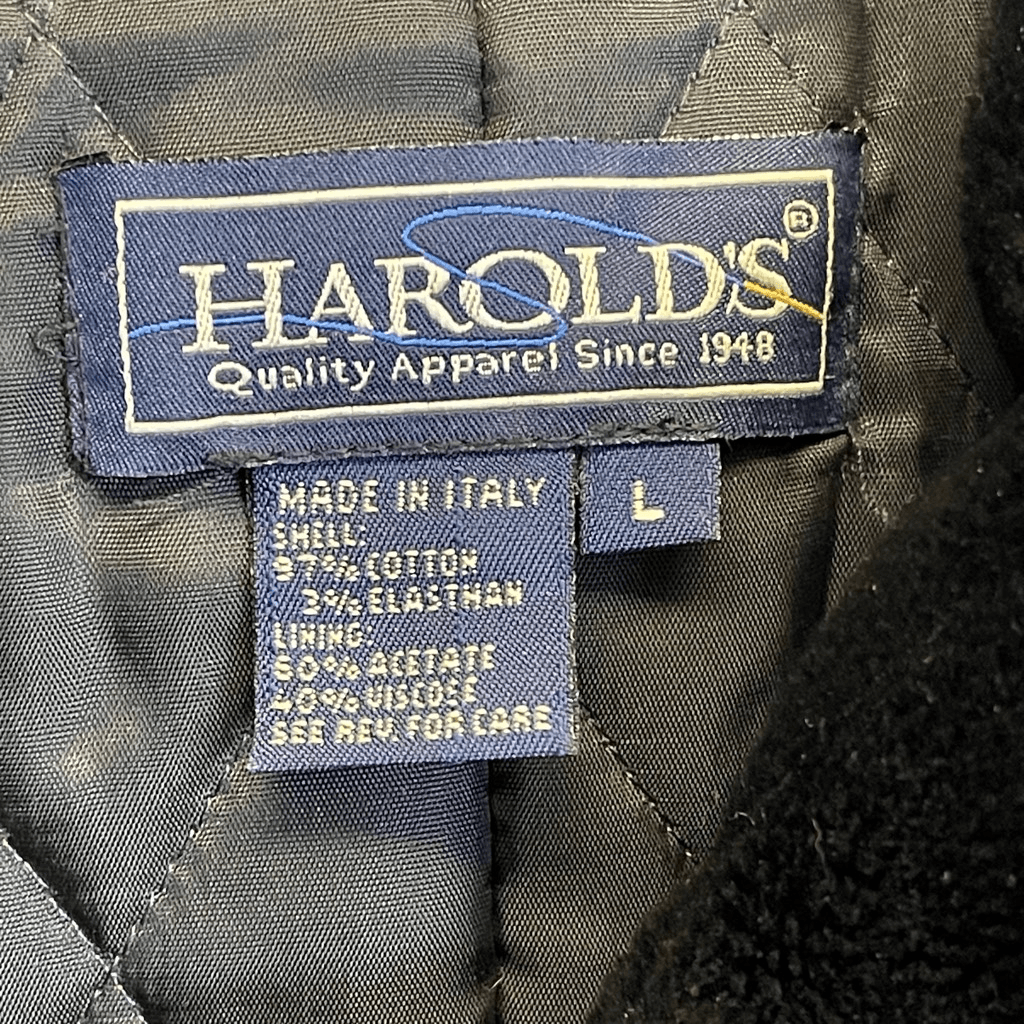 HAROLD'S®
Quality Apparel Since 1948
MADE IN ITALY
L
SHELL:
97% COTTON
3% ELASTHAN
LINING:
60% ACETATE
40% VISCOSE
SEE REV. FOR CARE